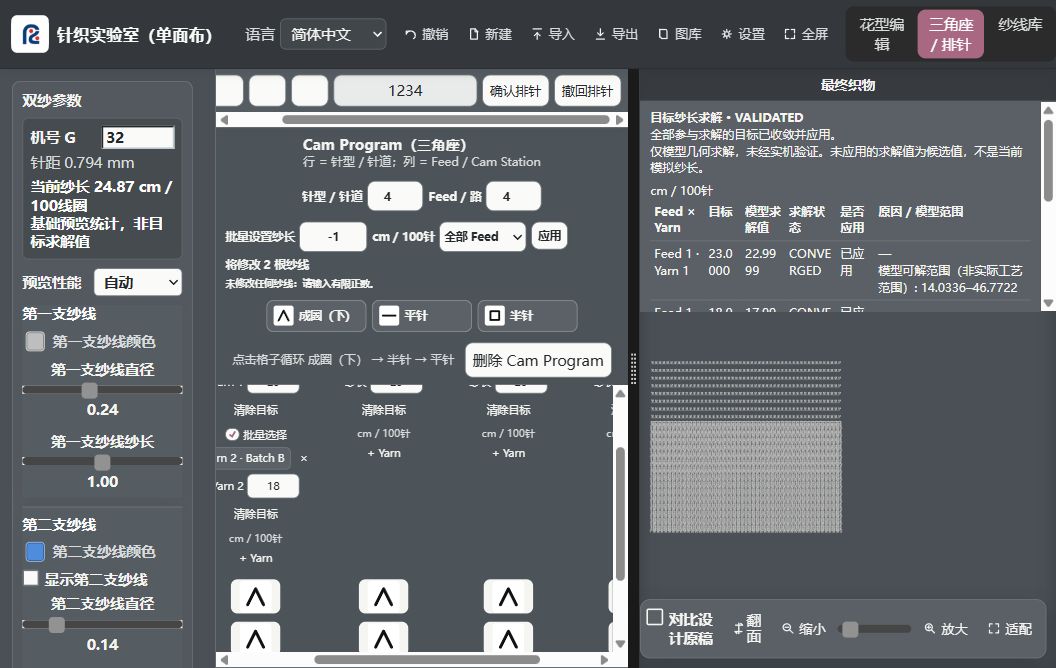 针织实验室（单面布）
语言
简体中文
撤销
新建
导入
导出
图库
设置
全屏
花型编
辑
三角座
/ 排针
纱线库
双纱参数
机号 G
32
针距 0.794 mm
当前纱长 24.87 cm /
100线圈
基础预览统计，非目
标求解值
预览性能
自动
第一支纱线
第一支纱线颜色
第一支纱线直径
0.24
第一支纱线纱长
1.00
第二支纱线
第二支纱线颜色
显示第二支纱线
第二支纱线直径
0.14
1234
确认排针
撤回排针
Cam Program（三角座）
行 = 针型 / 针道；列 = Feed / Cam Station
针型 / 针道
4
Feed / 路
4
批量设置纱长
-1
cm / 100针
全部 Feed
应用
将修改 2 根纱线
未修改任何纱线：请输入有限正数。
成圈（下）
平针
半针
点击格子循环 成圈（下） → 半针 → 平针
删除 Cam Program
清除目标
清除目标
清除目标
批量选择
cm / 100针
cm / 100针
+ Yarn
+ Yarn
rn 2 · Batch B
×
Yarn 2
18
清除目标
cm / 100针
+ Yarn
最终织物
目标纱长求解 • VALIDATED
全部参与求解的目标已收敛并应用。
仅模型几何求解，未经实机验证。未应用的求解值为候选值，不是当前
模拟纱长。
cm / 100针
Feed ×
Yarn
目标
模型求
解值
求解状
态
是否
应用
原因 / 模型范围
Feed 1 ·
Yarn 1
23.0
000
22.99
99
CONVE
RGED
已应
用
—
模型可解范围（非实际工艺
范围）: 14.0336–46.7722
对比设
计原稿
翻
面
缩小
放大
适配